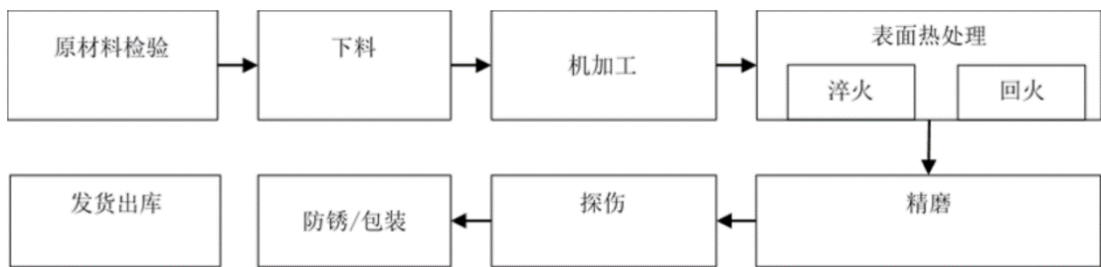 原材料检验
下料
机加工
表面热处理
淬火
回火
精磨
探伤
防锈/包装
发货出库